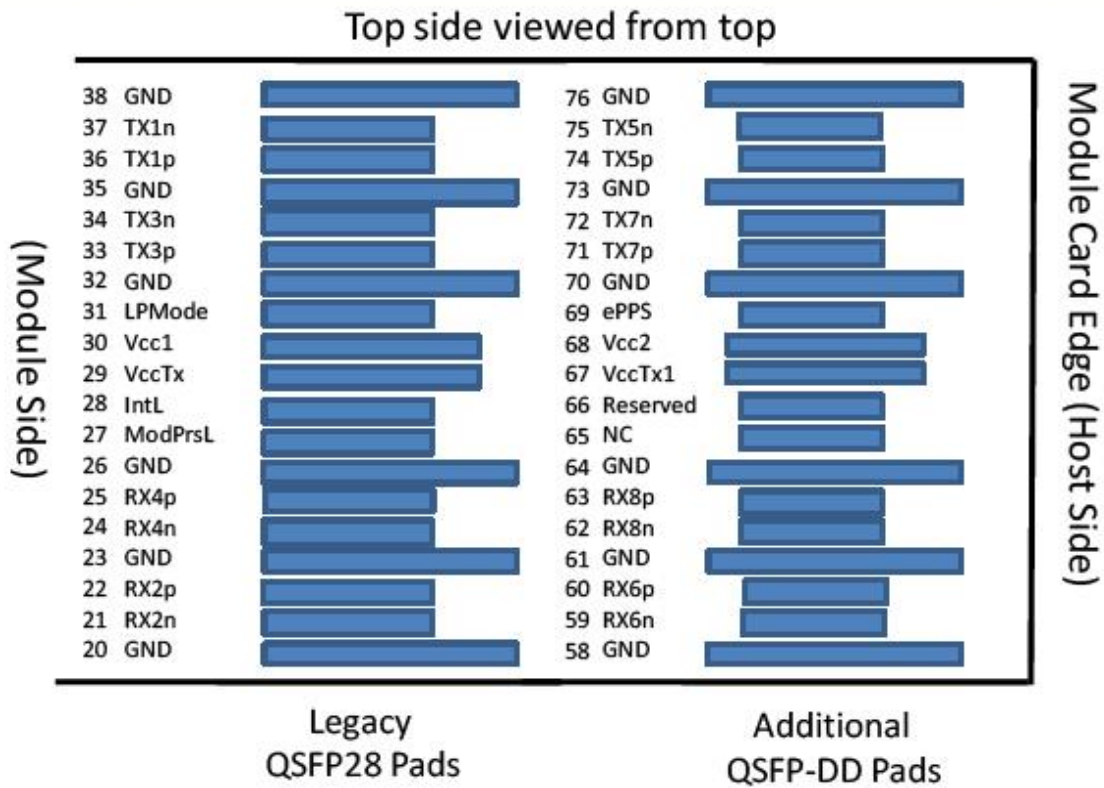 Top side viewed from top
38 GND 76 GND
37 TX1n 75 TX5n
36 TX1p 74 TX5p
35 GND 73 GND
34 TX3n 72 TX7n
33 TX3p 71 TX7p
32 GND 70 GND
31 LPMode 69 ePPS
30 Vcc1 68 Vcc2
29 VccTx 67 VccTx1
28 IntL 66 Reserved
27 ModPrsL 65 NC
26 GND 64 GND
25 RX4p 63 RX8p
24 RX4n 62 RX8n
23 GND 61 GND
22 RX2p 60 RX6p
21 RX2n 59 RX6n
20 GND 58 GND
(Module Side)
Module Card Edge (Host Side)
Legacy
QSFP28 Pads
Additional
QSFP-DD Pads